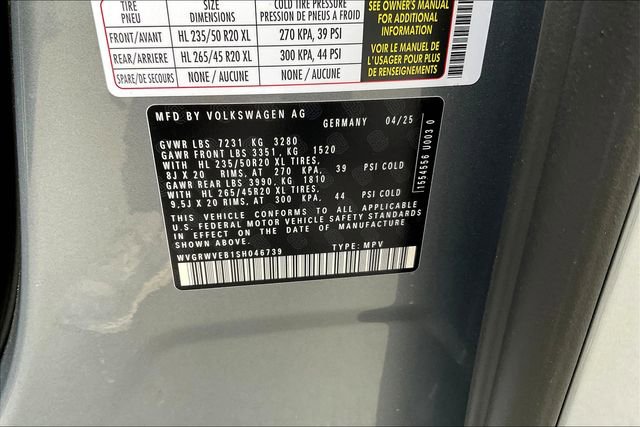 TIRE SIZE COLD TIRE PRESSURE
PNEU DIMENSIONS PRESSION DE PNEUS A FROID
FRONT/AVANT HL 235/50 R20 XL 270 KPA, 39 PSI
REAR/ARRIERE HL 265/45 R20 XL 300 KPA, 44 PSI
SPARE/DE SECOURS NONE / AUCUNE NONE / AUCUNE
SEE OWNER'S MANUAL
FOR ADDITIONAL
INFORMATION
VOIR LE MANUEL DE
L'USAGER POUR PLUS
DE RENSEIGNEMENTS
MFD BY VOLKSWAGEN AG
GERMANY 04/25
GVWR LBS 7231 KG 3280
GAWR FRONT LBS 3351, KG 1520
WITH HL 235/50R20 XL TIRES,
8J X 20 RIMS, AT 270 KPA, 39 PSI COLD
GAWR REAR LBS 3990, KG 1810
WITH HL 265/45R20 XL TIRES,
9,5J X 20 RIMS, AT 300 KPA, 44 PSI COLD
THIS VEHICLE CONFORMS TO ALL APPLICABLE
U.S. FEDERAL MOTOR VEHICLE SAFETY STANDARDS
IN EFFECT ON THE DATE OF MANUFACTURE
SHOWN ABOVE.
WVGRWVEB1SH046739 TYPE: MPV
T554556 U003 0